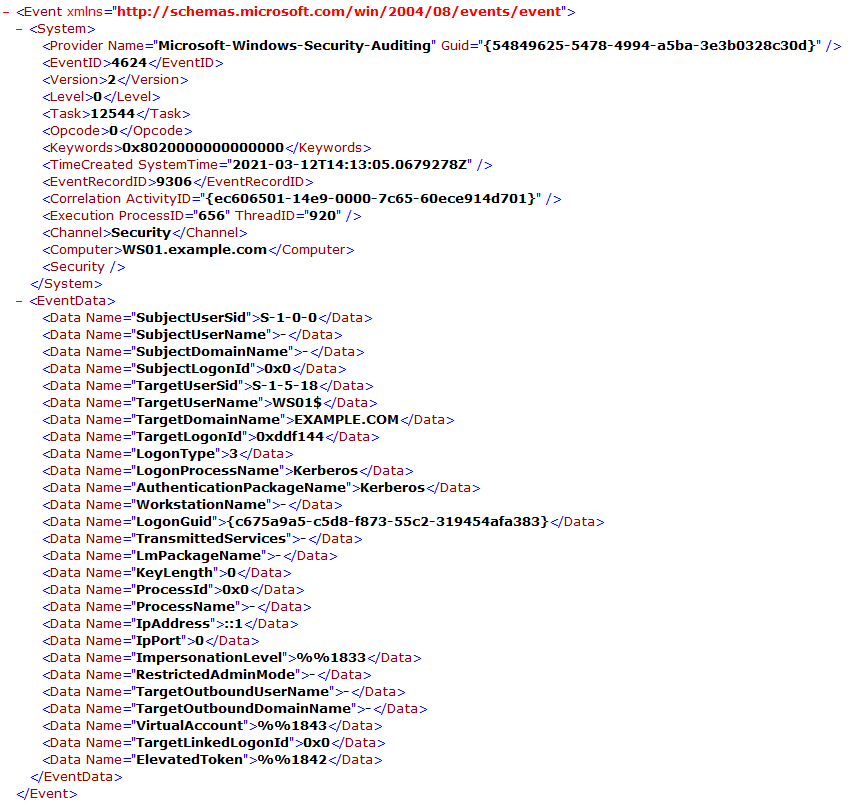 - <Event xmlns="http://schemas.microsoft.com/win/2004/08/events/event">
- <System>
<Provider Name="Microsoft-Windows-Security-Auditing" Guid="{54849625-5478-4994-a5ba-3e3b0328c30d}" />
<EventID>4624</EventID>
<Version>2</Version>
<Level>0</Level>
<Task>12544</Task>
<Opcode>0</Opcode>
<Keywords>0x8020000000000000</Keywords>
<TimeCreated SystemTime="2021-03-12T14:13:05.0679278Z" />
<EventRecordID>9306</EventRecordID>
<Correlation ActivityID="{ec606501-14e9-0000-7c65-60ece914d701}" />
<Execution ProcessID="656" ThreadID="920" />
<Channel>Security</Channel>
<Computer>WS01.example.com</Computer>
<Security />
</System>
- <EventData>
<Data Name="SubjectUserSid">S-1-0-0</Data>
<Data Name="SubjectUserName">-</Data>
<Data Name="SubjectDomainName">-</Data>
<Data Name="SubjectLogonId">0x0</Data>
<Data Name="TargetUserSid">S-1-5-18</Data>
<Data Name="TargetUserName">WS01$</Data>
<Data Name="TargetDomainName">EXAMPLE.COM</Data>
<Data Name="TargetLogonId">0xddf144</Data>
<Data Name="LogonType">3</Data>
<Data Name="LogonProcessName">Kerberos</Data>
<Data Name="AuthenticationPackageName">Kerberos</Data>
<Data Name="WorkstationName">-</Data>
<Data Name="LogonGuid">{c675a9a5-c5d8-f873-55c2-319454afa383}</Data>
<Data Name="TransmittedServices">-</Data>
<Data Name="LmPackageName">-</Data>
<Data Name="KeyLength">0</Data>
<Data Name="ProcessId">0x0</Data>
<Data Name="ProcessName">-</Data>
<Data Name="IpAddress">::1</Data>
<Data Name="IpPort">0</Data>
<Data Name="ImpersonationLevel">%%1833</Data>
<Data Name="RestrictedAdminMode">-</Data>
<Data Name="TargetOutboundUserName">-</Data>
<Data Name="TargetOutboundDomainName">-</Data>
<Data Name="VirtualAccount">%%1843</Data>
<Data Name="TargetLinkedLogonId">0x0</Data>
<Data Name="ElevatedToken">%%1842</Data>
</EventData>
</Event>